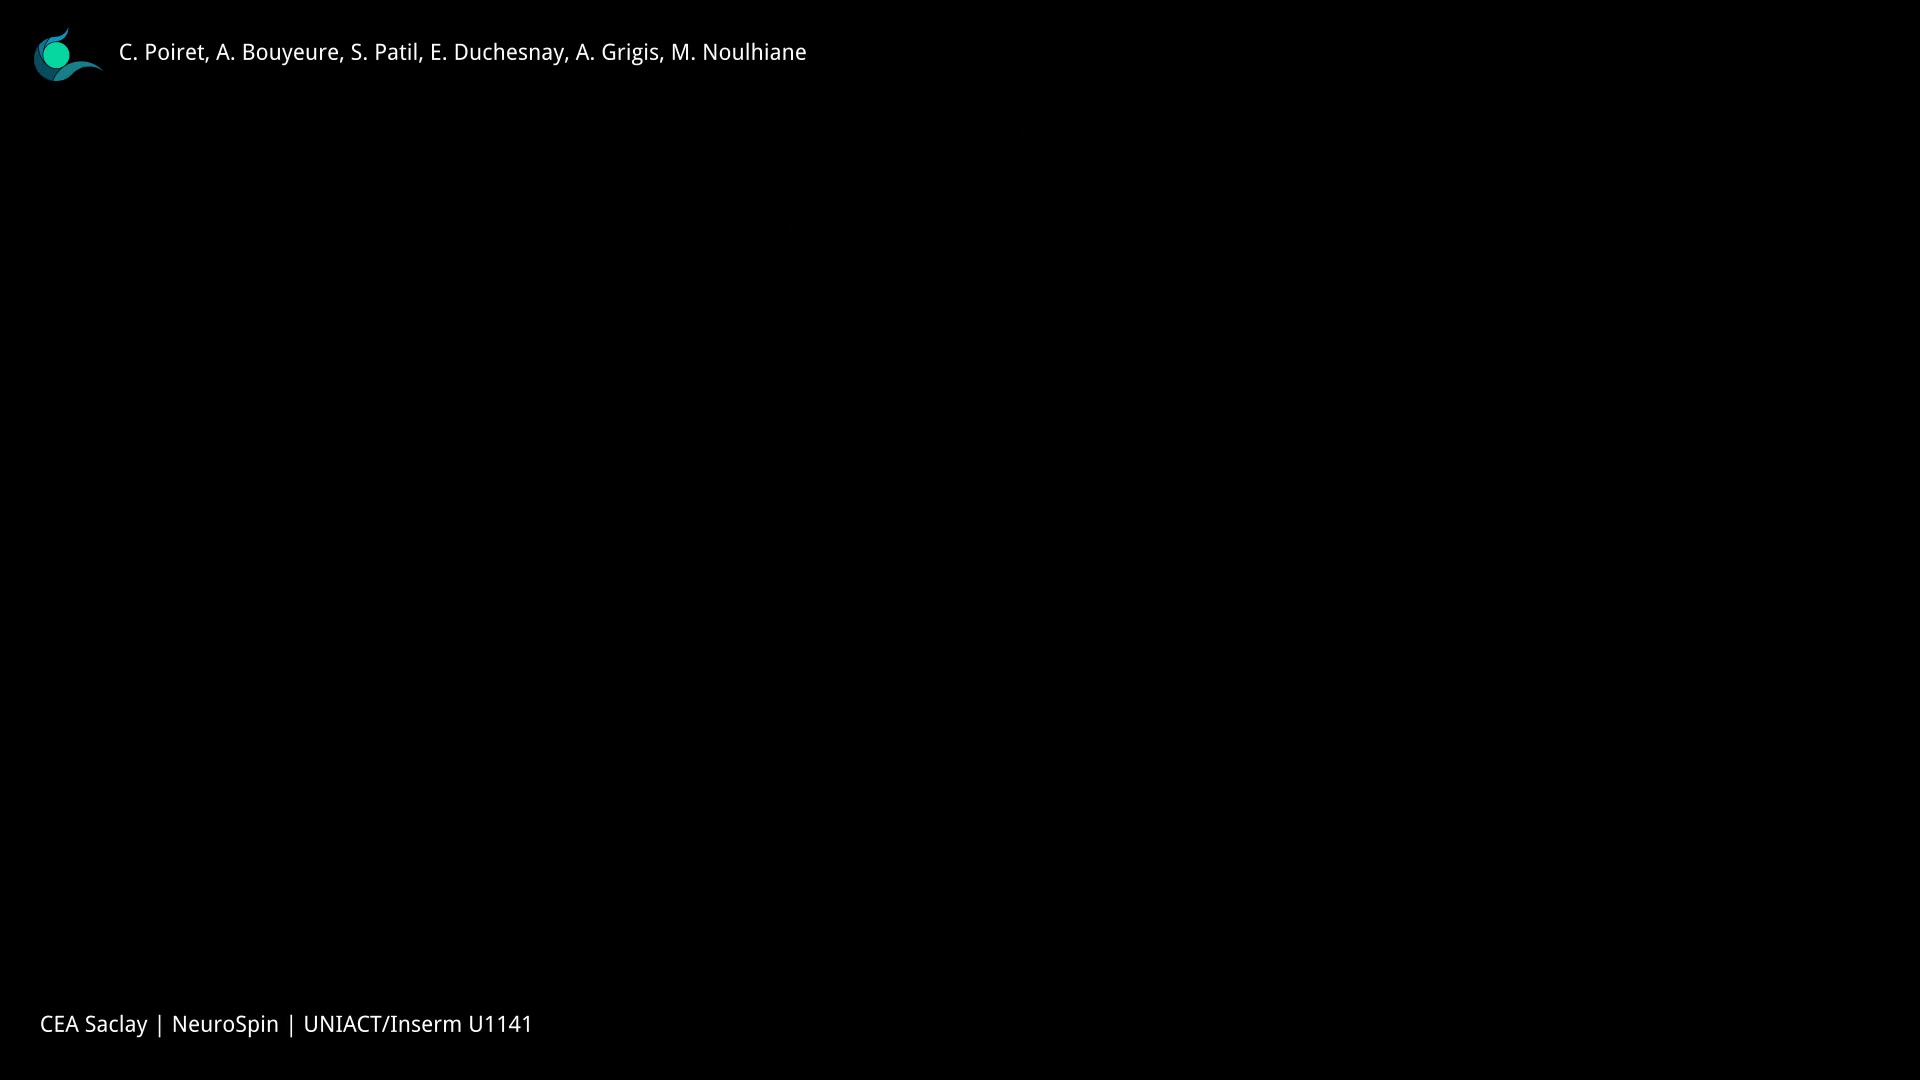 C. Poiret, A. Bouyeure, S. Patil, E. Duchesnay, A. Grigis, M. Noulhiane
CEA Saclay | NeuroSpin | UNIACT/Inserm U1141